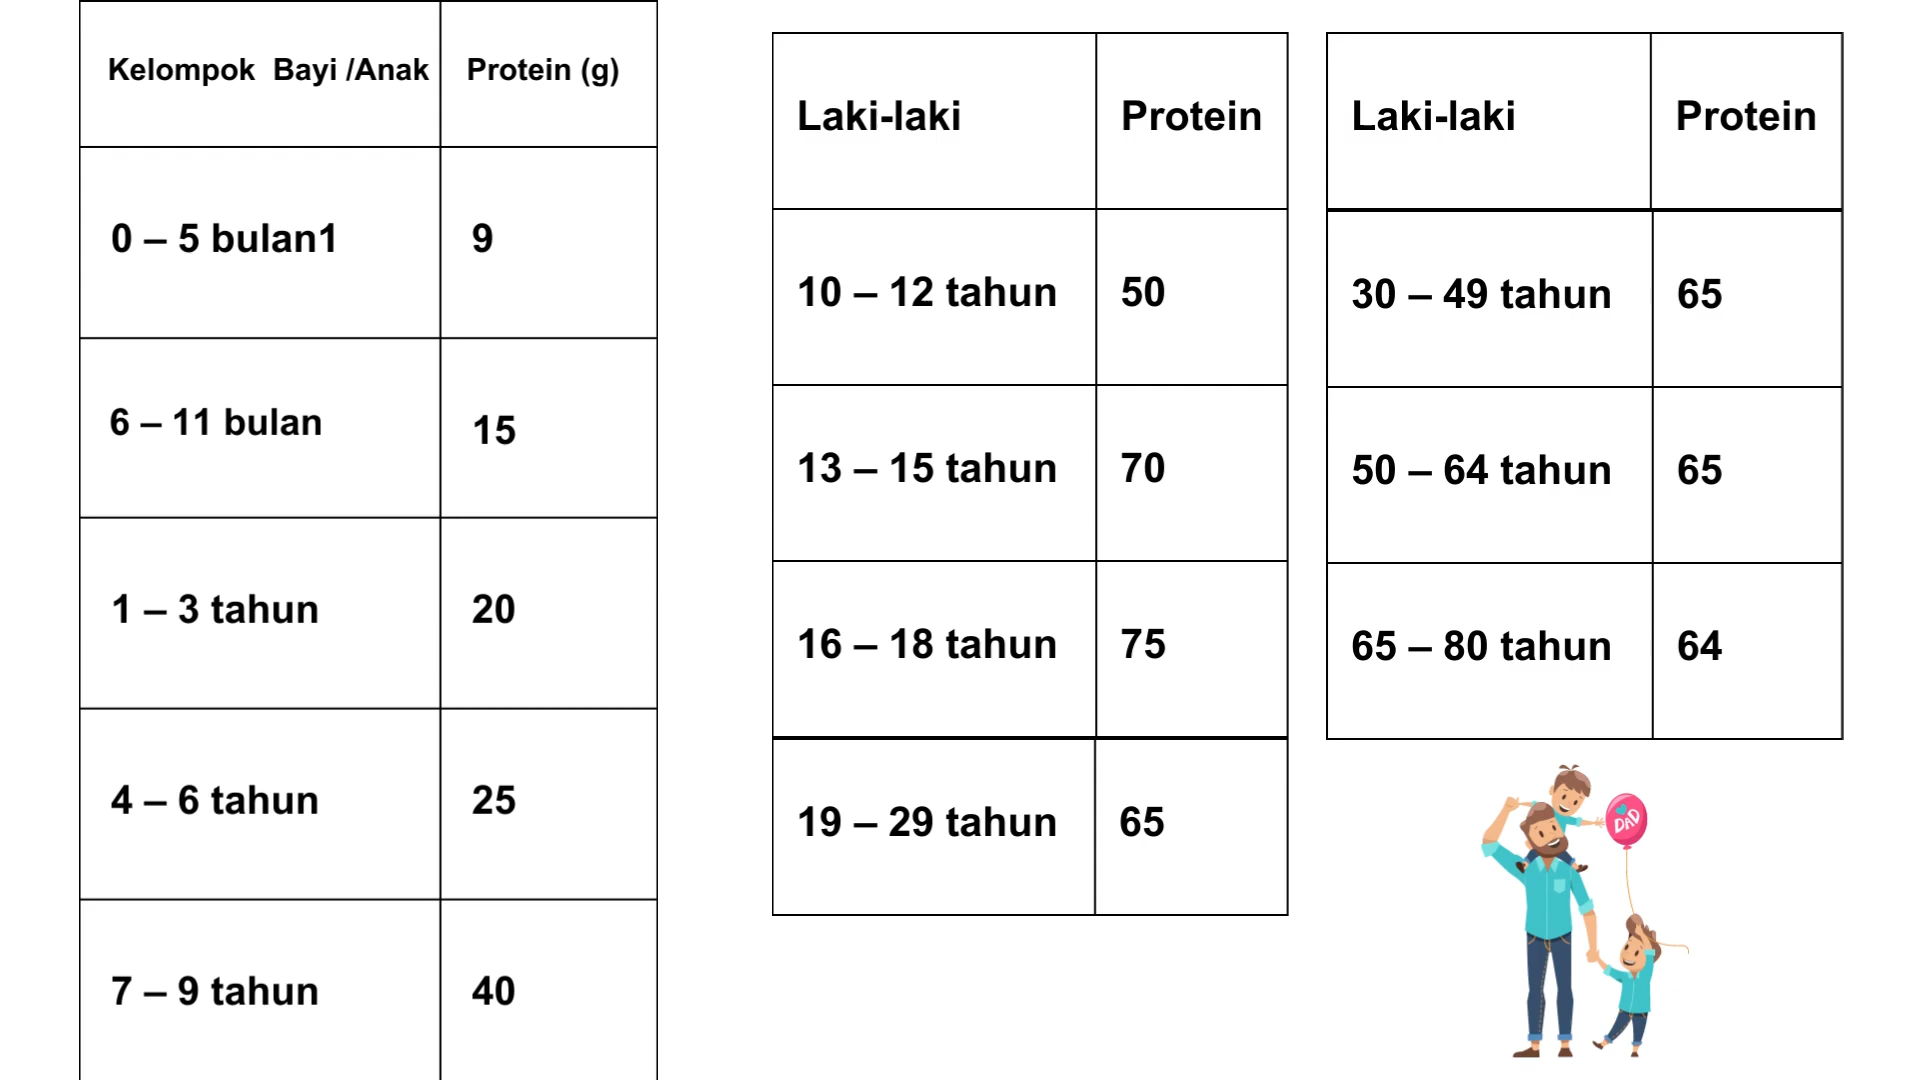 Kelompok  Bayi /Anak Protein (g)
0 – 5 bulan1 9
6 – 11 bulan 15
1 – 3 tahun 20
4 – 6 tahun 25
7 – 9 tahun 40
Laki-laki Protein
10 – 12 tahun 50
13 – 15 tahun 70
16 – 18 tahun 75
19 – 29 tahun 65
Laki-laki Protein
30 – 49 tahun 65
50 – 64 tahun 65
65 – 80 tahun 64
DAD